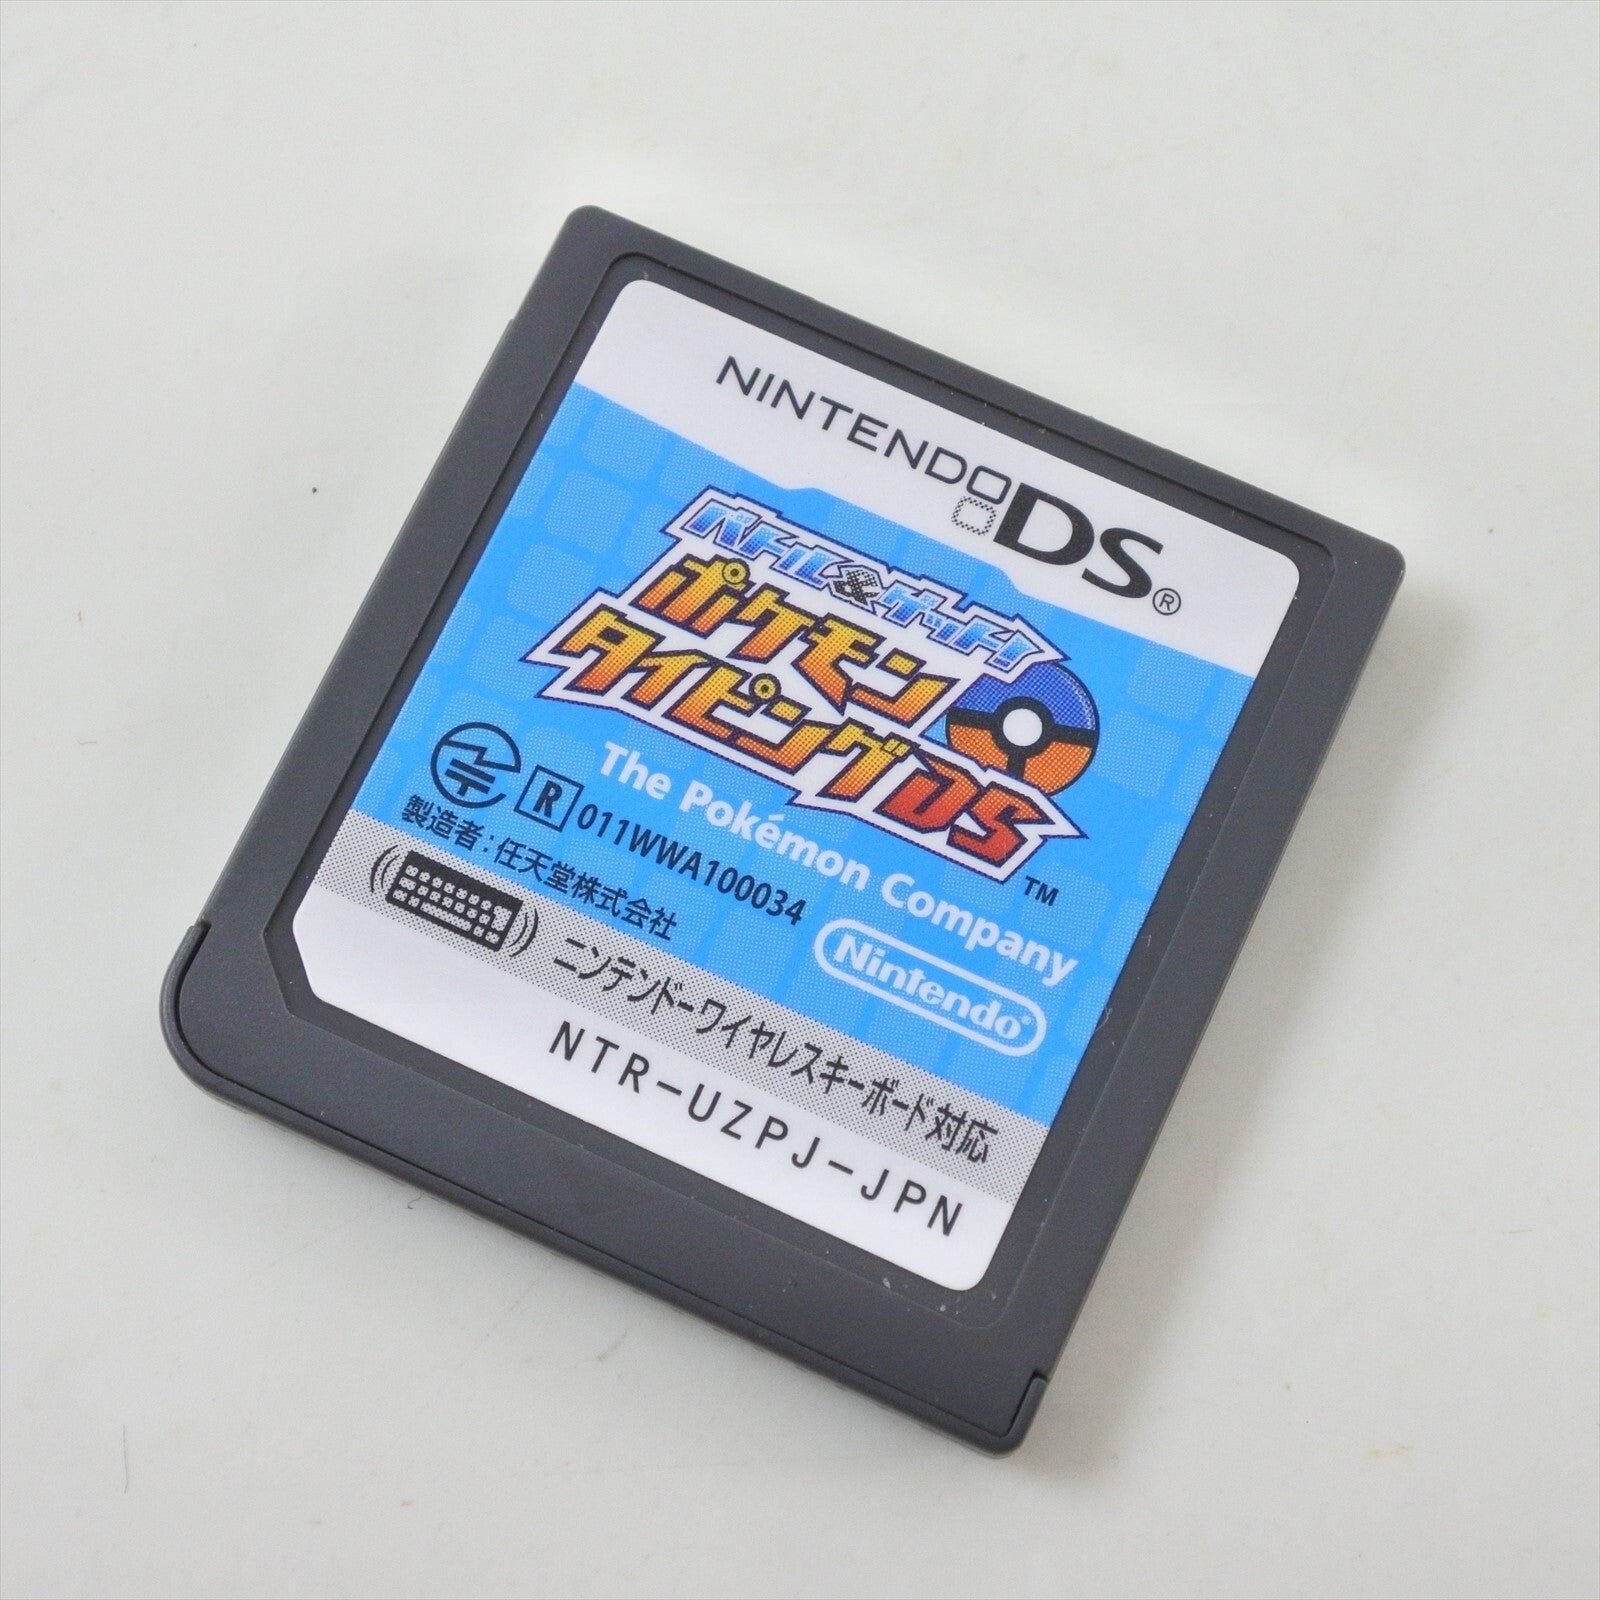 NINTENDO DS®
バトル&ゲット!
ポケモン
タイピングDS
TM
The Pokémon Company
R 011WWA100034
Nintendo®
製造者:任天堂株式会社
ニンテンドーワイヤレスキーボード対応
NTR-UZPJ-JPN